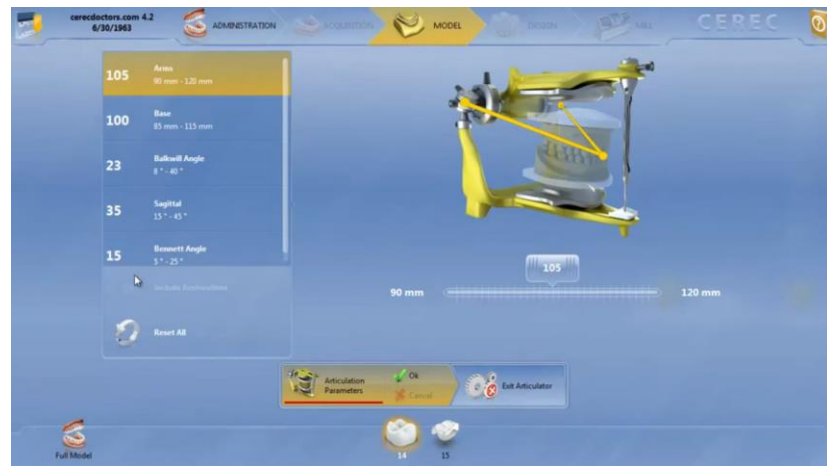 cerecdoctors.com 4.2
6/30/1963
ADMINISTRATION
ACQUISITION
MODEL
DESIGN
MILL
CEREC
105
Arms
90 mm - 120 mm
100
Base
85 mm - 115 mm
23
Balkwill Angle
8 ° - 40 °
35
Sagittal
15 ° - 45 °
15
Bennett Angle
5 ° - 25 °
Reset All
105
90 mm
120 mm
Articulation
Parameters
Ok
Cancel
Exit Articulator
Full Model
14
15